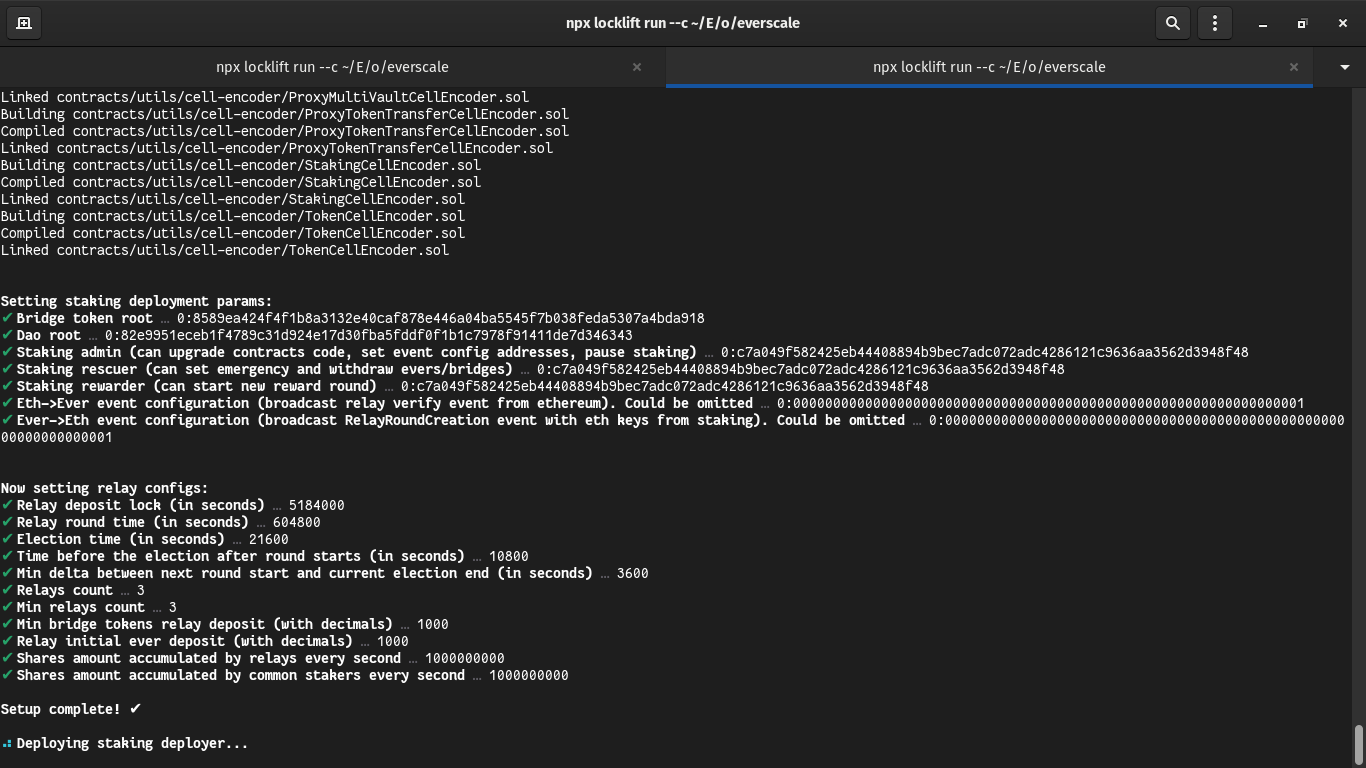 npx locklift run --c ~/E/o/everscale
npx locklift run --c ~/E/o/everscale
npx locklift run --c ~/E/o/everscale
Linked contracts/utils/cell-encoder/ProxyMultiVaultCellEncoder.sol
Building contracts/utils/cell-encoder/ProxyTokenTransferCellEncoder.sol
Compiled contracts/utils/cell-encoder/ProxyTokenTransferCellEncoder.sol
Linked contracts/utils/cell-encoder/ProxyTokenTransferCellEncoder.sol
Building contracts/utils/cell-encoder/StakingCellEncoder.sol
Compiled contracts/utils/cell-encoder/StakingCellEncoder.sol
Linked contracts/utils/cell-encoder/StakingCellEncoder.sol
Building contracts/utils/cell-encoder/TokenCellEncoder.sol
Compiled contracts/utils/cell-encoder/TokenCellEncoder.sol
Linked contracts/utils/cell-encoder/TokenCellEncoder.sol
Setting staking deployment params:
✔ Bridge token root … 0:8589ea424f4f1b8a3132e40caf878e446a04ba5545f7b038feda5307a4bda918
✔ Dao root … 0:82e9951eceb1f4789c31d924e17d30fba5fddf0f1b1c7978f91411de7d346343
✔ Staking admin (can upgrade contracts code, set event config addresses, pause staking) … 0:c7a049f582425eb44408894b9bec7adc072adc4286121c9636aa3562d3948f48
✔ Staking rescuer (can set emergency and withdraw evers/bridges) … 0:c7a049f582425eb44408894b9bec7adc072adc4286121c9636aa3562d3948f48
✔ Staking rewarder (can start new reward round) … 0:c7a049f582425eb44408894b9bec7adc072adc4286121c9636aa3562d3948f48
✔ Eth->Ever event configuration (broadcast relay verify event from ethereum). Could be omitted … 0:0000000000000000000000000000000000000000000000000000000000000001
✔ Ever->Eth event configuration (broadcast RelayRoundCreation event with eth keys from staking). Could be omitted … 0:00000000000000000000000000000000000000000000000000
00000000000001
Now setting relay configs:
✔ Relay deposit lock (in seconds) … 5184000
✔ Relay round time (in seconds) … 604800
✔ Election time (in seconds) … 21600
✔ Time before the election after round starts (in seconds) … 10800
✔ Min delta between next round start and current election end (in seconds) … 3600
✔ Relays count … 3
✔ Min relays count … 3
✔ Min bridge tokens relay deposit (with decimals) … 1000
✔ Relay initial ever deposit (with decimals) … 1000
✔ Shares amount accumulated by relays every second … 1000000000
✔ Shares amount accumulated by common stakers every second … 1000000000
Setup complete! ✔
Deploying staking deployer...